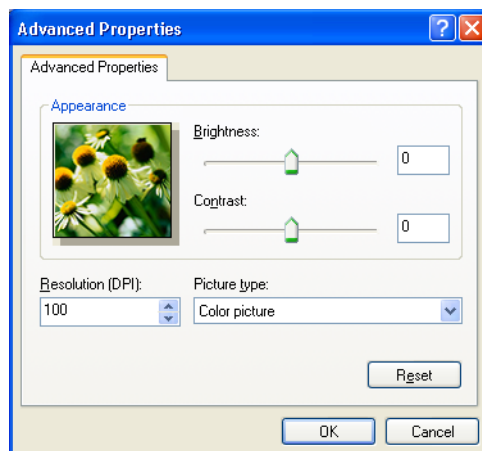 Advanced Properties
Advanced Properties
Appearance
Brightness:
0
Contrast:
0
Resolution (DPI):
Picture type:
100
Color picture
Reset
OK
Cancel